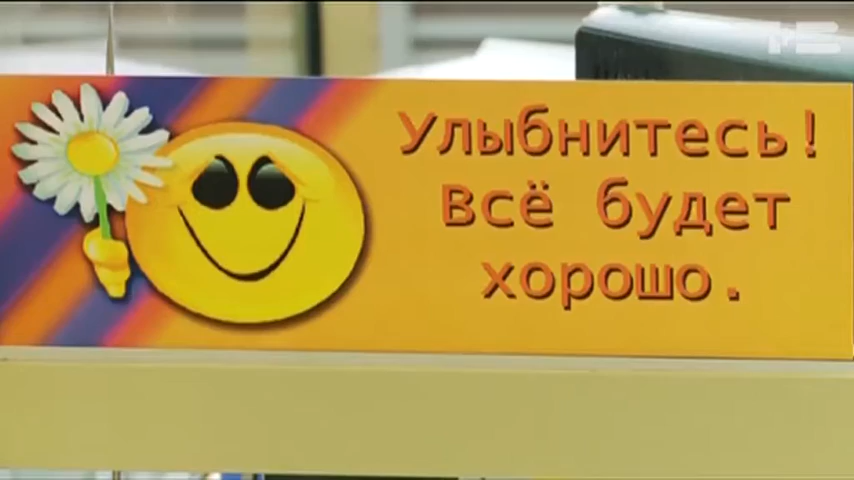 Улыбнитесь!
Всё будет
хорошо.